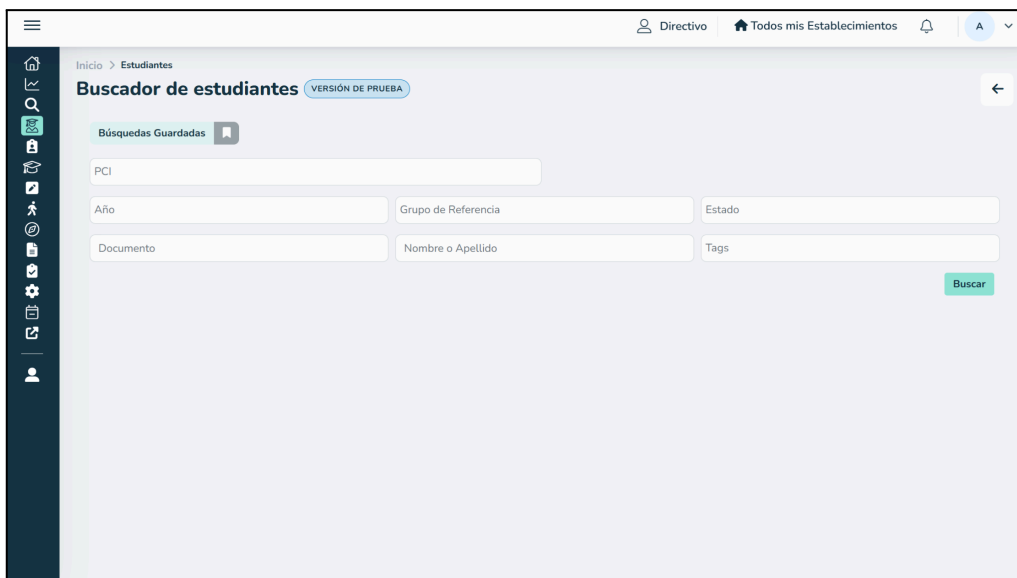 Directivo Todos mis Establecimientos A
Inicio > Estudiantes
Buscador de estudiantes VERSIÓN DE PRUEBA
Búsquedas Guardadas
PCI
Año Grupo de Referencia Estado
Documento Nombre o Apellido Tags
Buscar